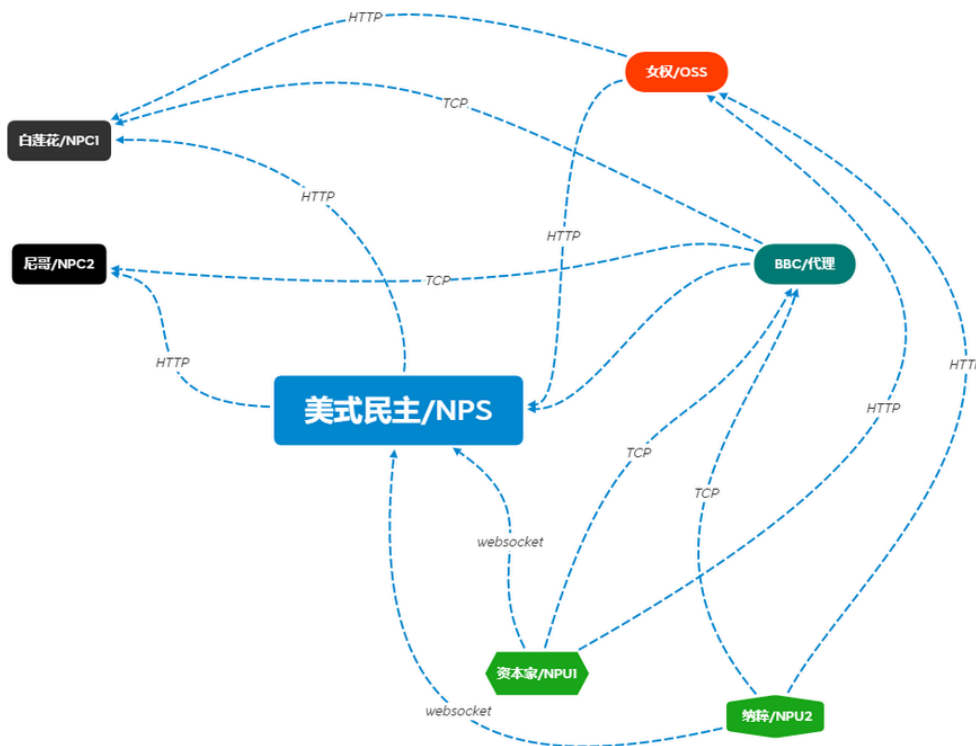 HTTP
女权/OSS
TCP
白莲花/NPC1
HTTP
HTTP
尼哥/NPC2
BBC/代理
TCP
HTTP
HTTP
美式民主/NPS
HTTP
TCP
TCP
websocket
资本家/NPU1
websocket
纳粹/NPU2